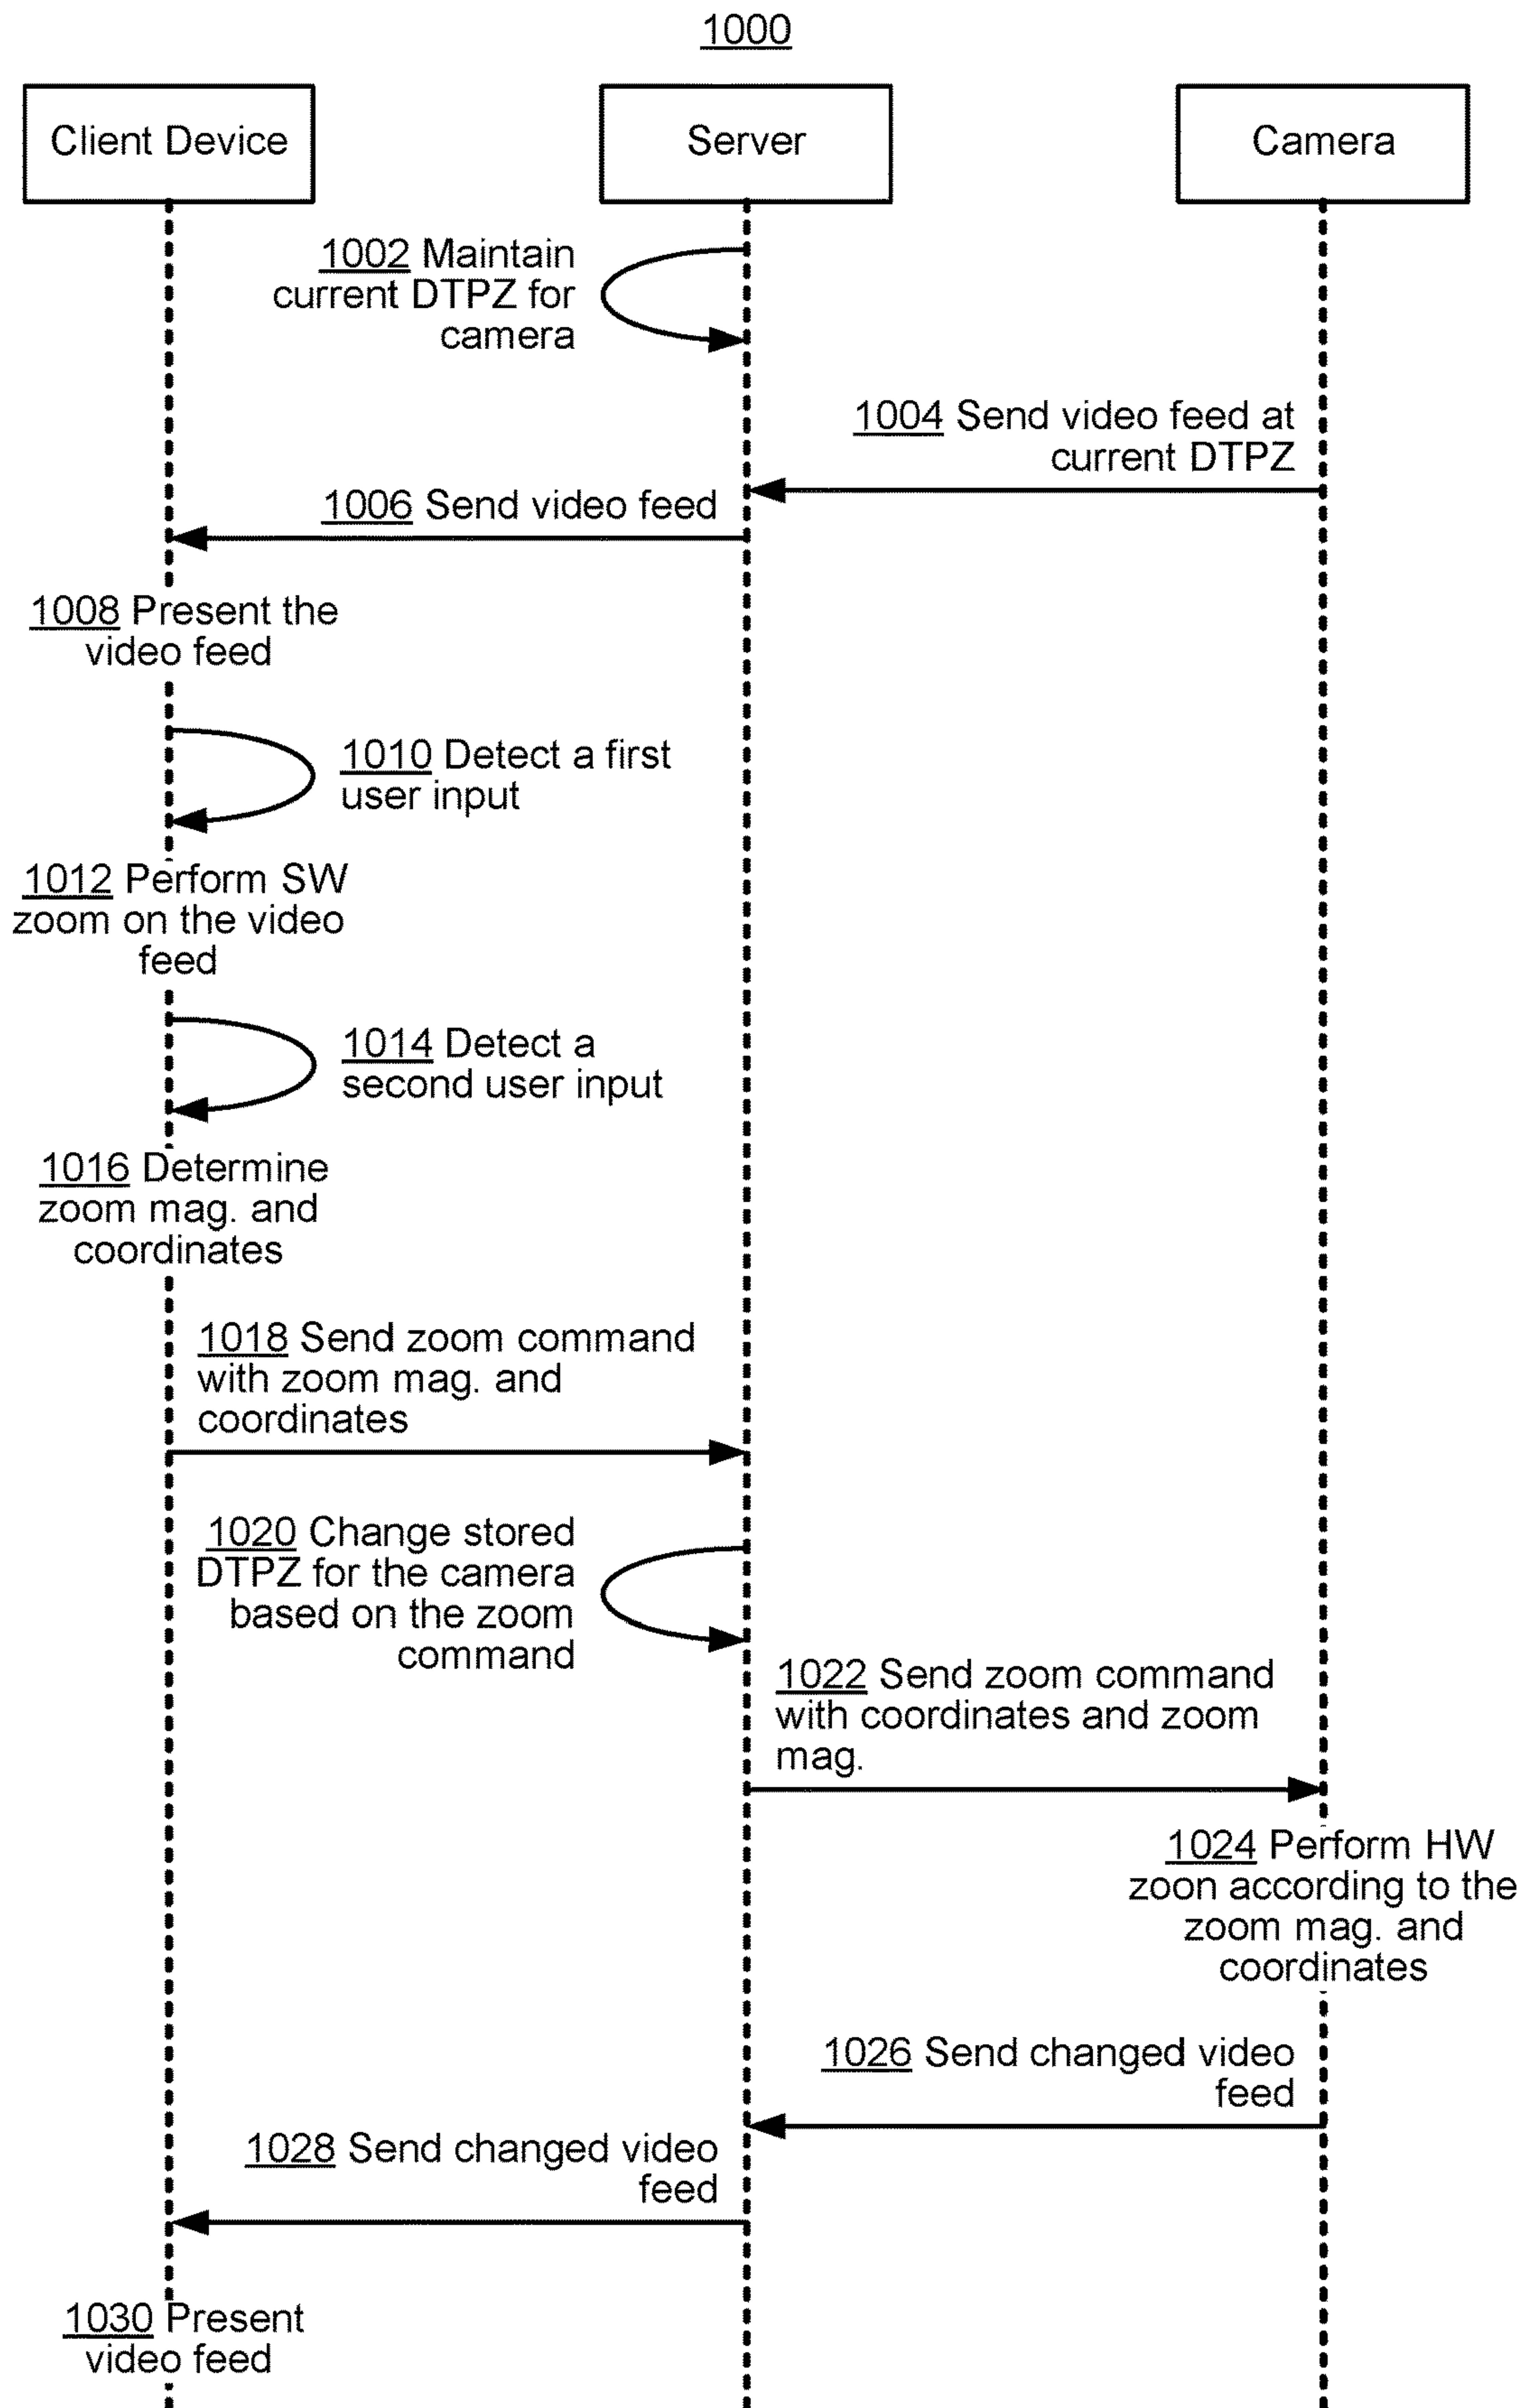 1000
Client Device
Server
Camera
1002 Maintain
current DTPZ for
camera
1004 Send video feed at
current DTPZ
1006 Send video feed
1008 Present the
video feed
1010 Detect a first
user input
1012 Perform SW
zoom on the video
feed
1014 Detect a
second user input
1016 Determine
zoom mag. and
coordinates
1018 Send zoom command
with zoom mag. and
coordinates
1020 Change stored
DTPZ for the camera
based on the zoom
command
1022 Send zoom command
with coordinates and zoom
mag.
1024 Perform HW
zoon according to the
zoom mag. and
coordinates
1026 Send changed video
feed
1028 Send changed video
feed
1030 Present
video feed